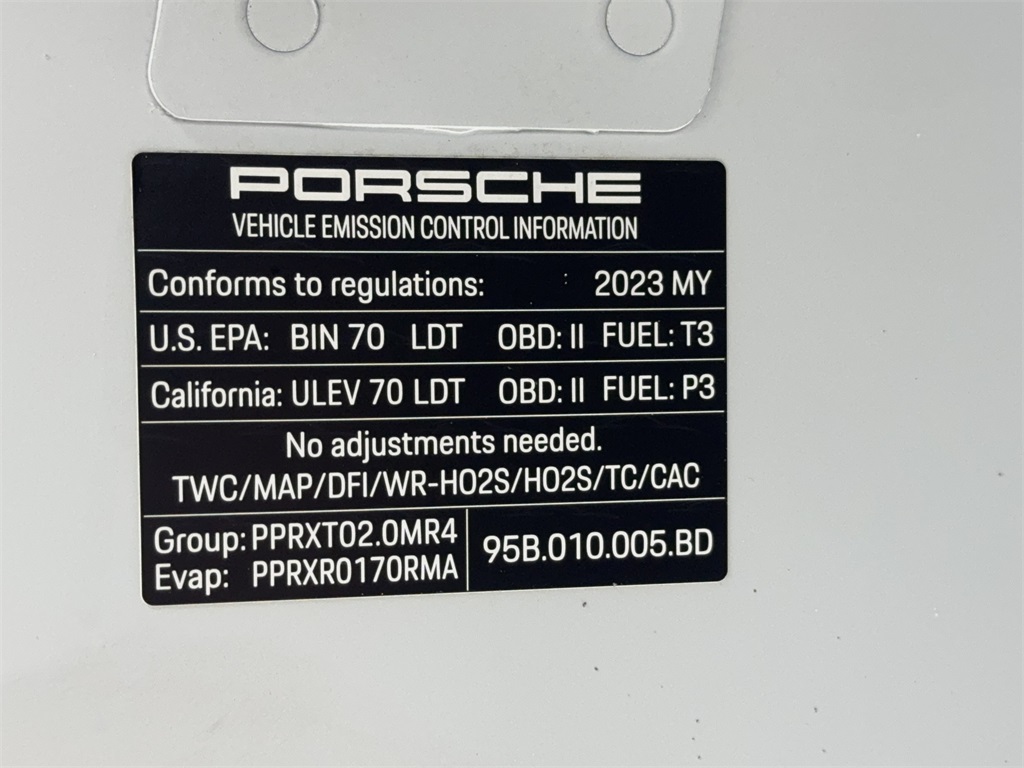 PORSCHE
VEHICLE EMISSION CONTROL INFORMATION
Conforms to regulations: : 2023 MY
U.S. EPA: BIN 70 LDT OBD: II FUEL: T3
California: ULEV 70 LDT OBD: II FUEL: P3
No adjustments needed.
TWC/MAP/DFI/WR-HO2S/HO2S/TC/CAC
Group: PPRXT02.0MR4
Evap: PPRXR0170RMA
95B.010.005.BD